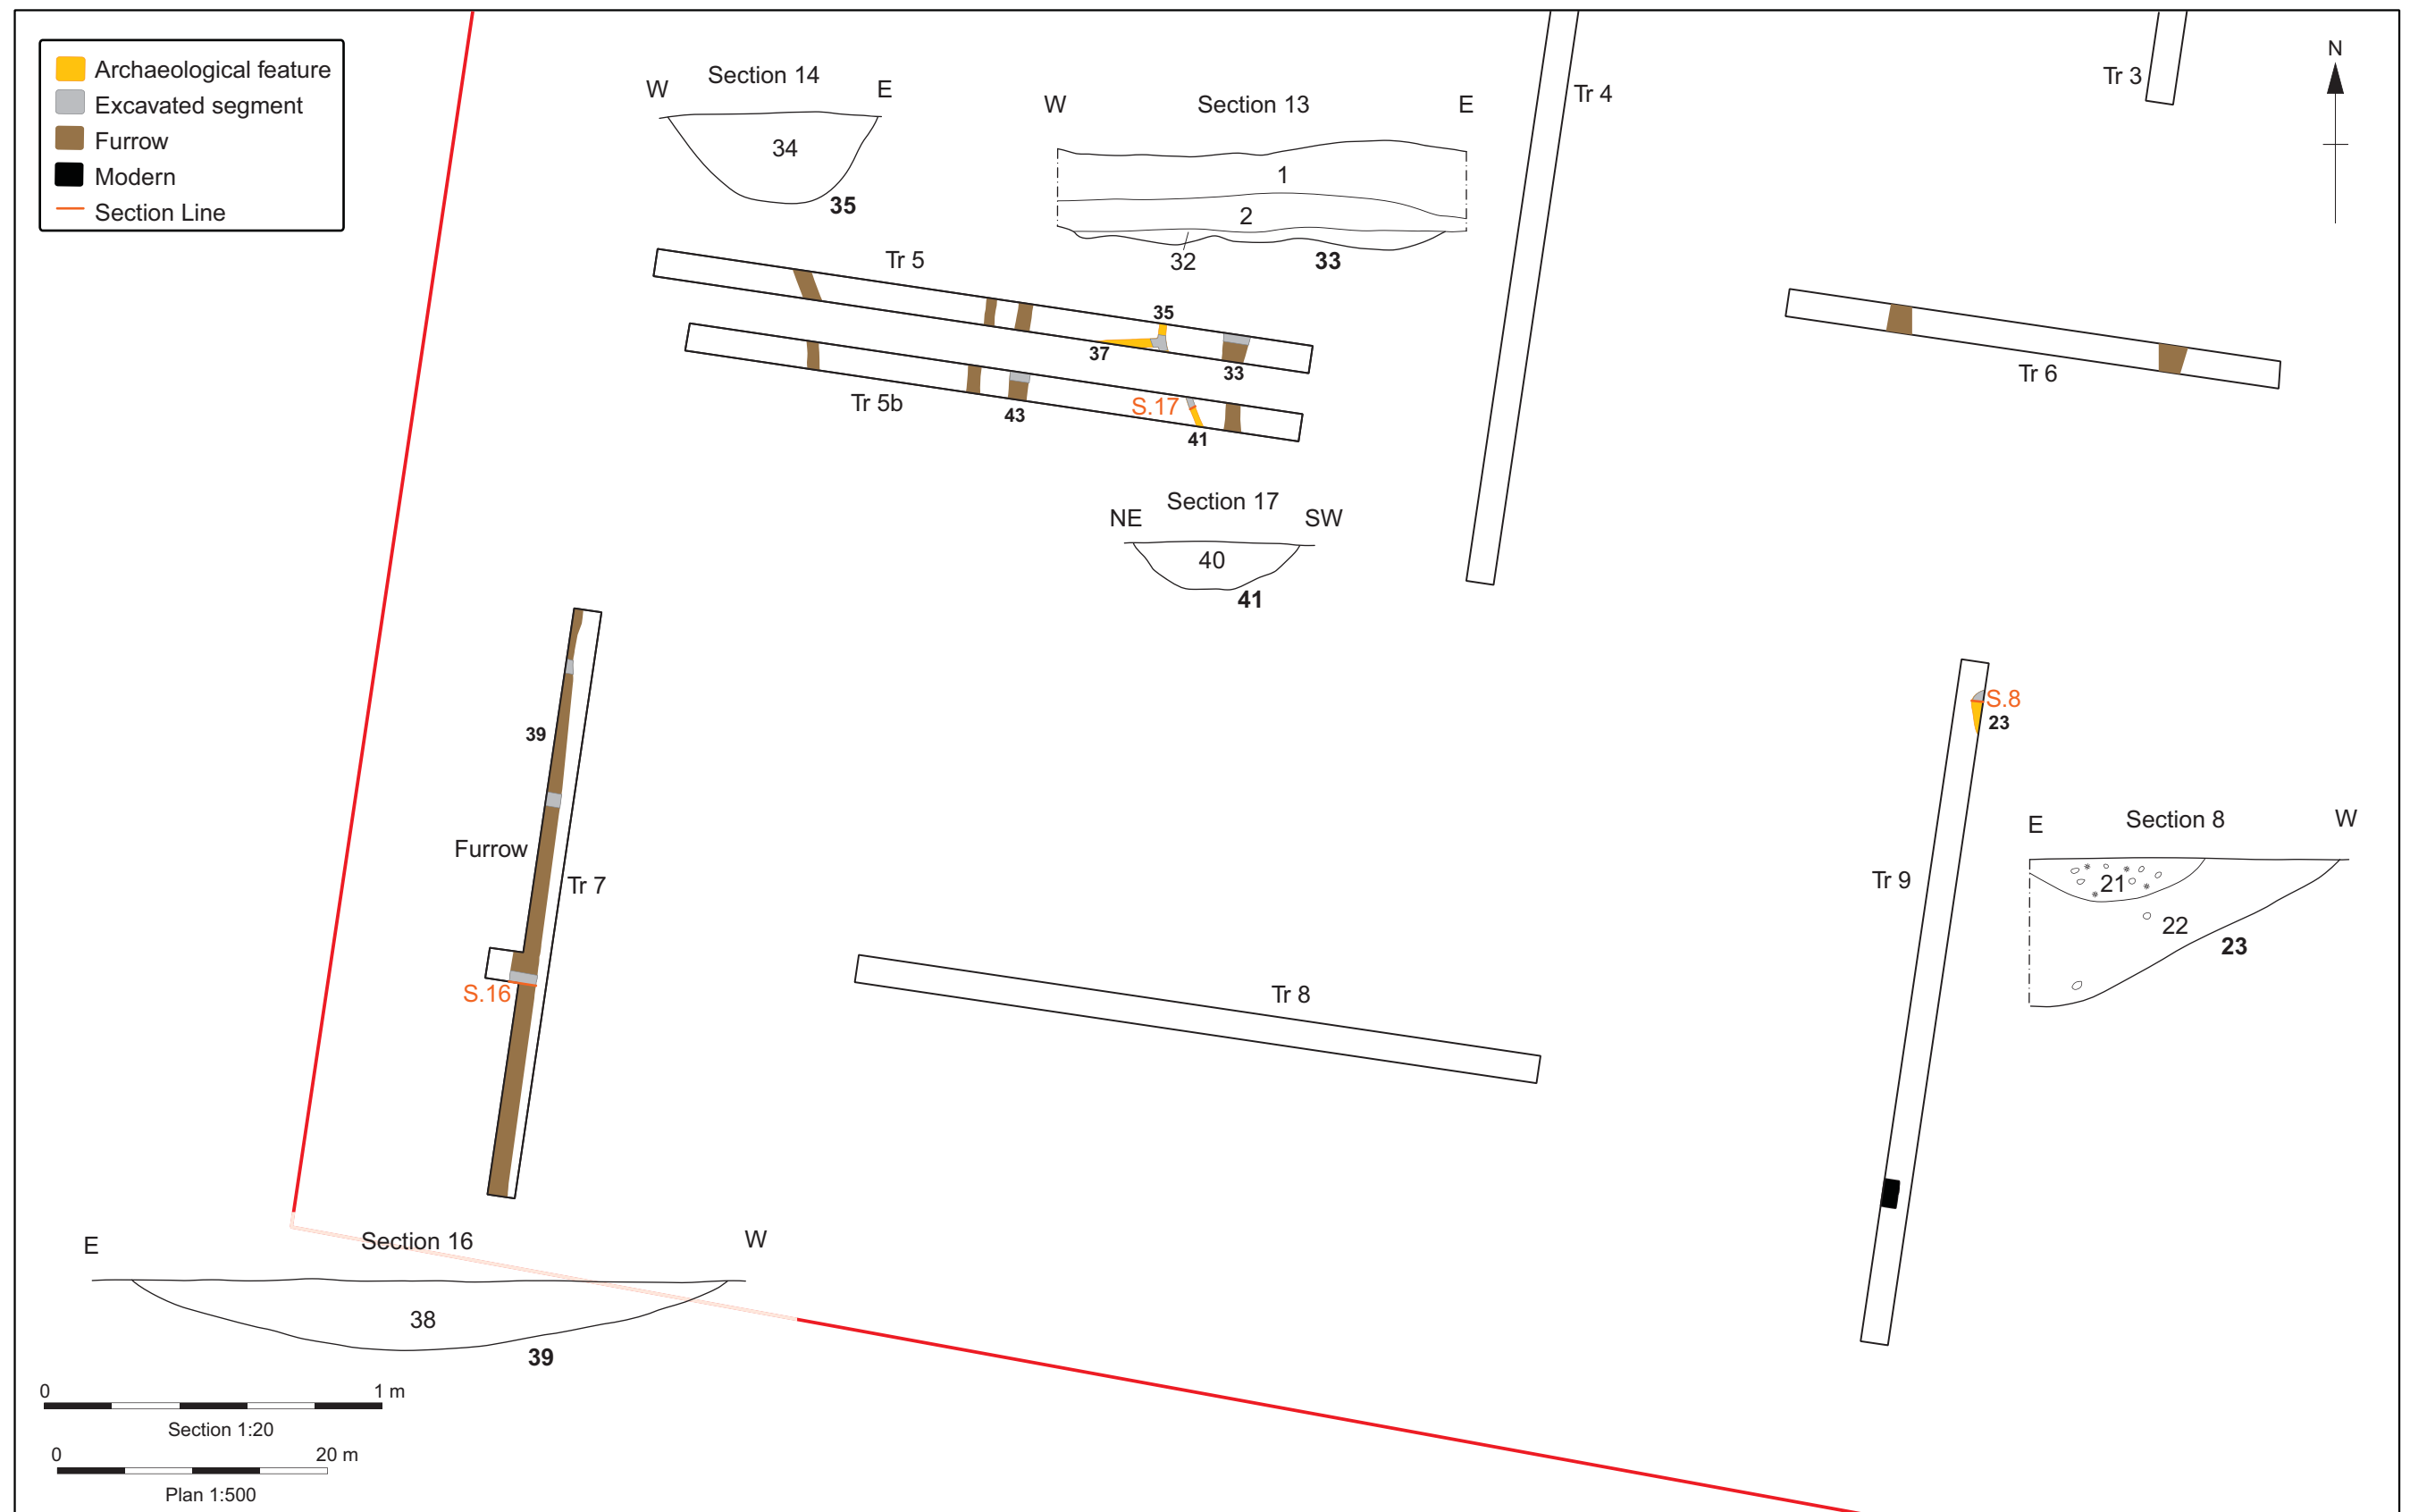 Archaeological feature
Excavated segment
Furrow
Modern
Section Line
W Section 14 E
34
35
W Section 13 E
1
2
32 33
Tr 4
Tr 3
N
Tr 5
35
37
33
Tr 5b
43
S.17
41
Tr 6
Section 17
NE SW
40
41
39
Furrow
Tr 7
S.16
Tr 8
S.8
23
Tr 9
E Section 8 W
21
22
23
E Section 16 W
38
39
0 1 m
Section 1:20
0 20 m
Plan 1:500